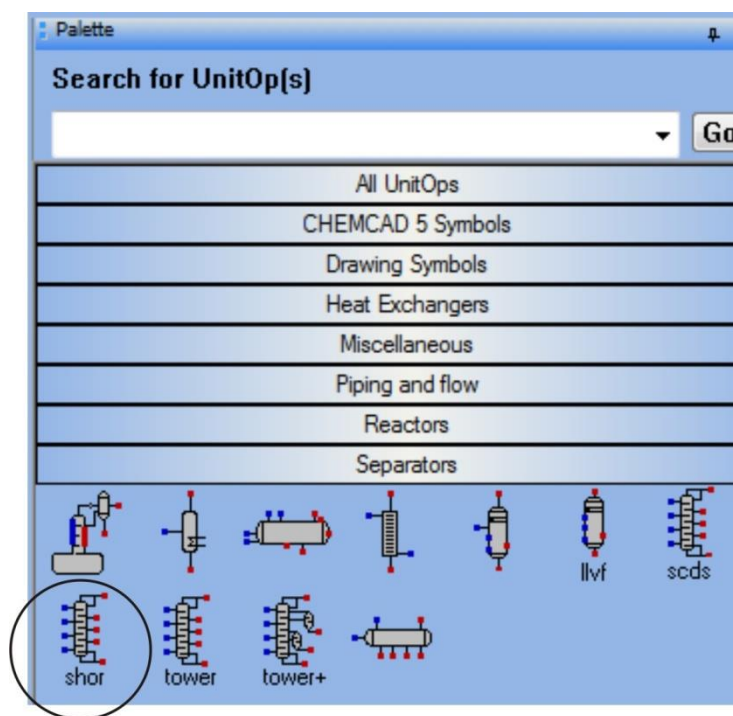 Palette
Search for UnitOp(s)
Go
All UnitOps
CHEMCAD 5 Symbols
Drawing Symbols
Heat Exchangers
Miscellaneous
Piping and flow
Reactors
Separators
llvf scds
shor tower tower+